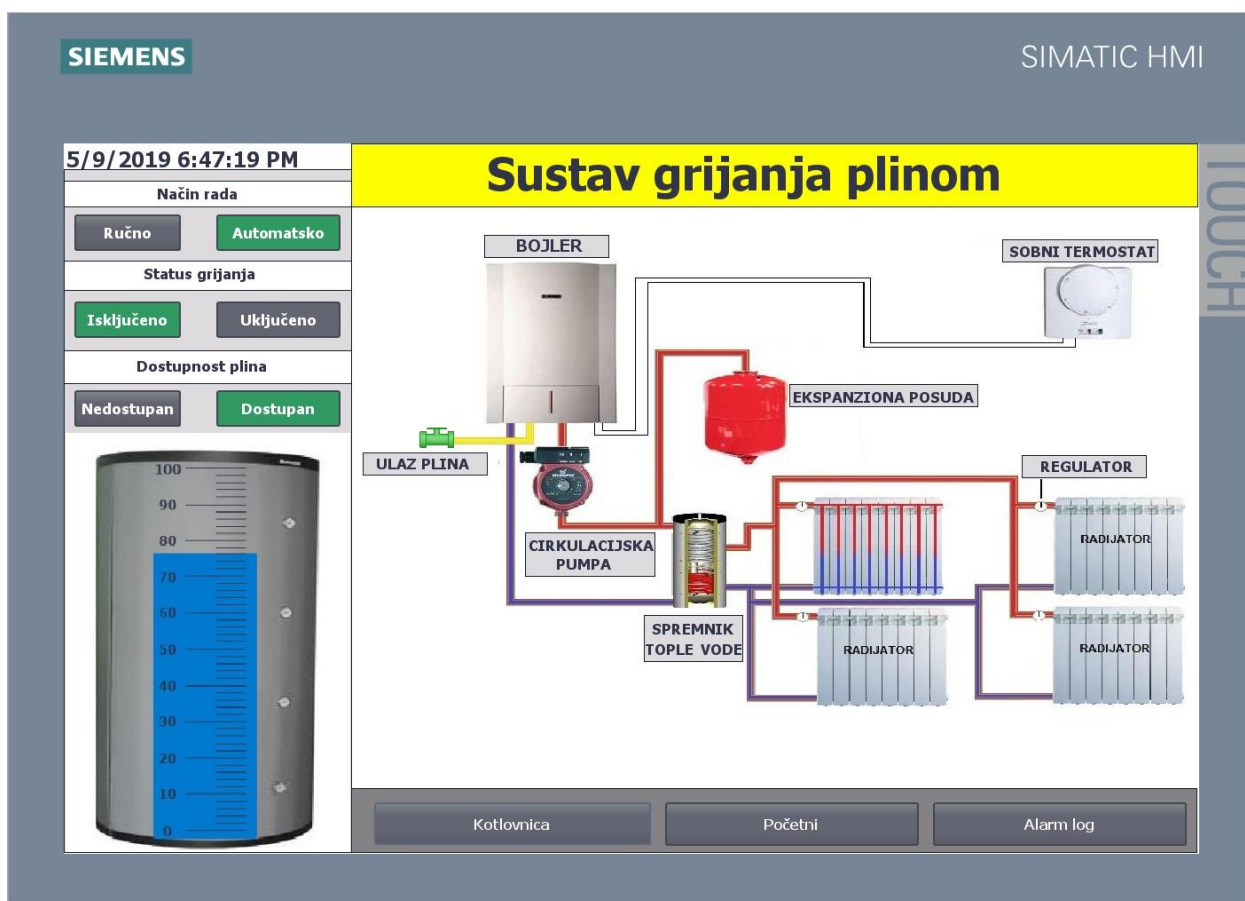 SIEMENS
SIMATIC HMI
TOUCH
5/9/2019 6:47:19 PM
Sustav grijanja plinom
Način rada
Ručno
Automatsko
Status grijanja
Isključeno
Uključeno
Dostupnost plina
Nedostupan
Dostupan
100
90
80
70
60
50
40
30
20
10
0
BOJLER
SOBNI TERMOSTAT
EKSPANZIONA POSUDA
ULAZ PLINA
REGULATOR
CIRKULACIJSKA
PUMPA
RADIJATOR
SPREMNIK
TOPLE VODE
RADIJATOR
RADIJATOR
Kotlovnica
Početni
Alarm log